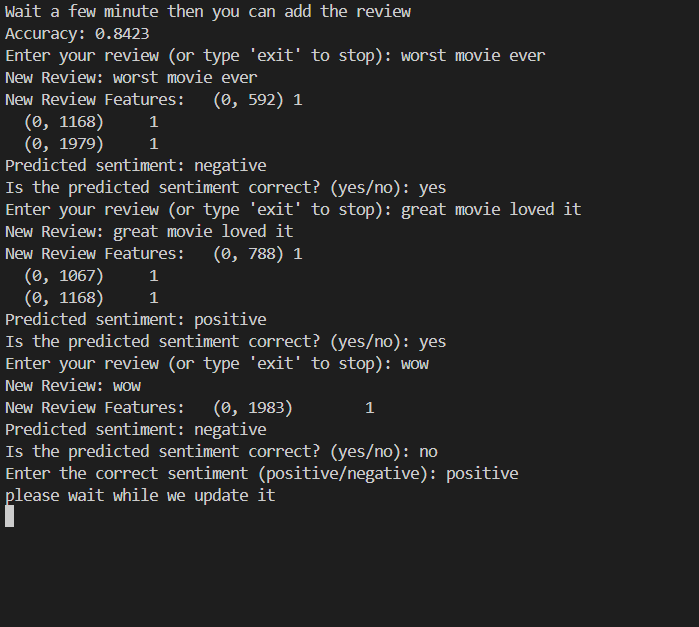 Wait a few minute then you can add the review
Accuracy: 0.8423
Enter your review (or type 'exit' to stop): worst movie ever
New Review: worst movie ever
New Review Features:   (0, 592) 1
  (0, 1168)     1
  (0, 1979)     1
Predicted sentiment: negative
Is the predicted sentiment correct? (yes/no): yes
Enter your review (or type 'exit' to stop): great movie loved it
New Review: great movie loved it
New Review Features:   (0, 788) 1
  (0, 1067)     1
  (0, 1168)     1
Predicted sentiment: positive
Is the predicted sentiment correct? (yes/no): yes
Enter your review (or type 'exit' to stop): wow
New Review: wow
New Review Features:   (0, 1983)        1
Predicted sentiment: negative
Is the predicted sentiment correct? (yes/no): no
Enter the correct sentiment (positive/negative): positive
please wait while we update it